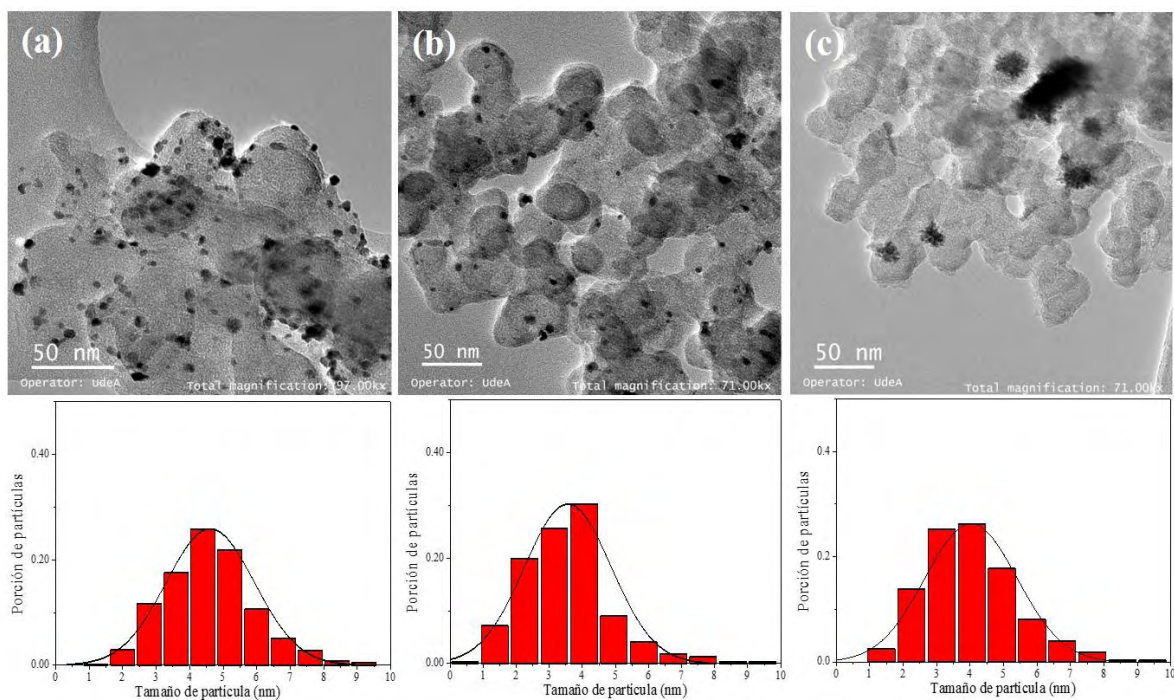 (a)
50 nm
Operator: UdeA
Total magnification: 97.00kx
(b)
50 nm
Operator: UdeA
Total magnification: 71.00kx
(c)
50 nm
Operator: UdeA
Total magnification: 71.00kx
Porción de partículas
0.40
0.20
0.00
0 1 2 3 4 5 6 7 8 9 10
Tamaño de partícula (nm)
Porción de partículas
0.40
0.20
0.00
0 1 2 3 4 5 6 7 8 9 10
Tamaño de partícula (nm)
Porción de partículas
0.4
0.2
0.00
0 1 2 3 4 5 6 7 8 9 10
Tamaño de partícula (nm)